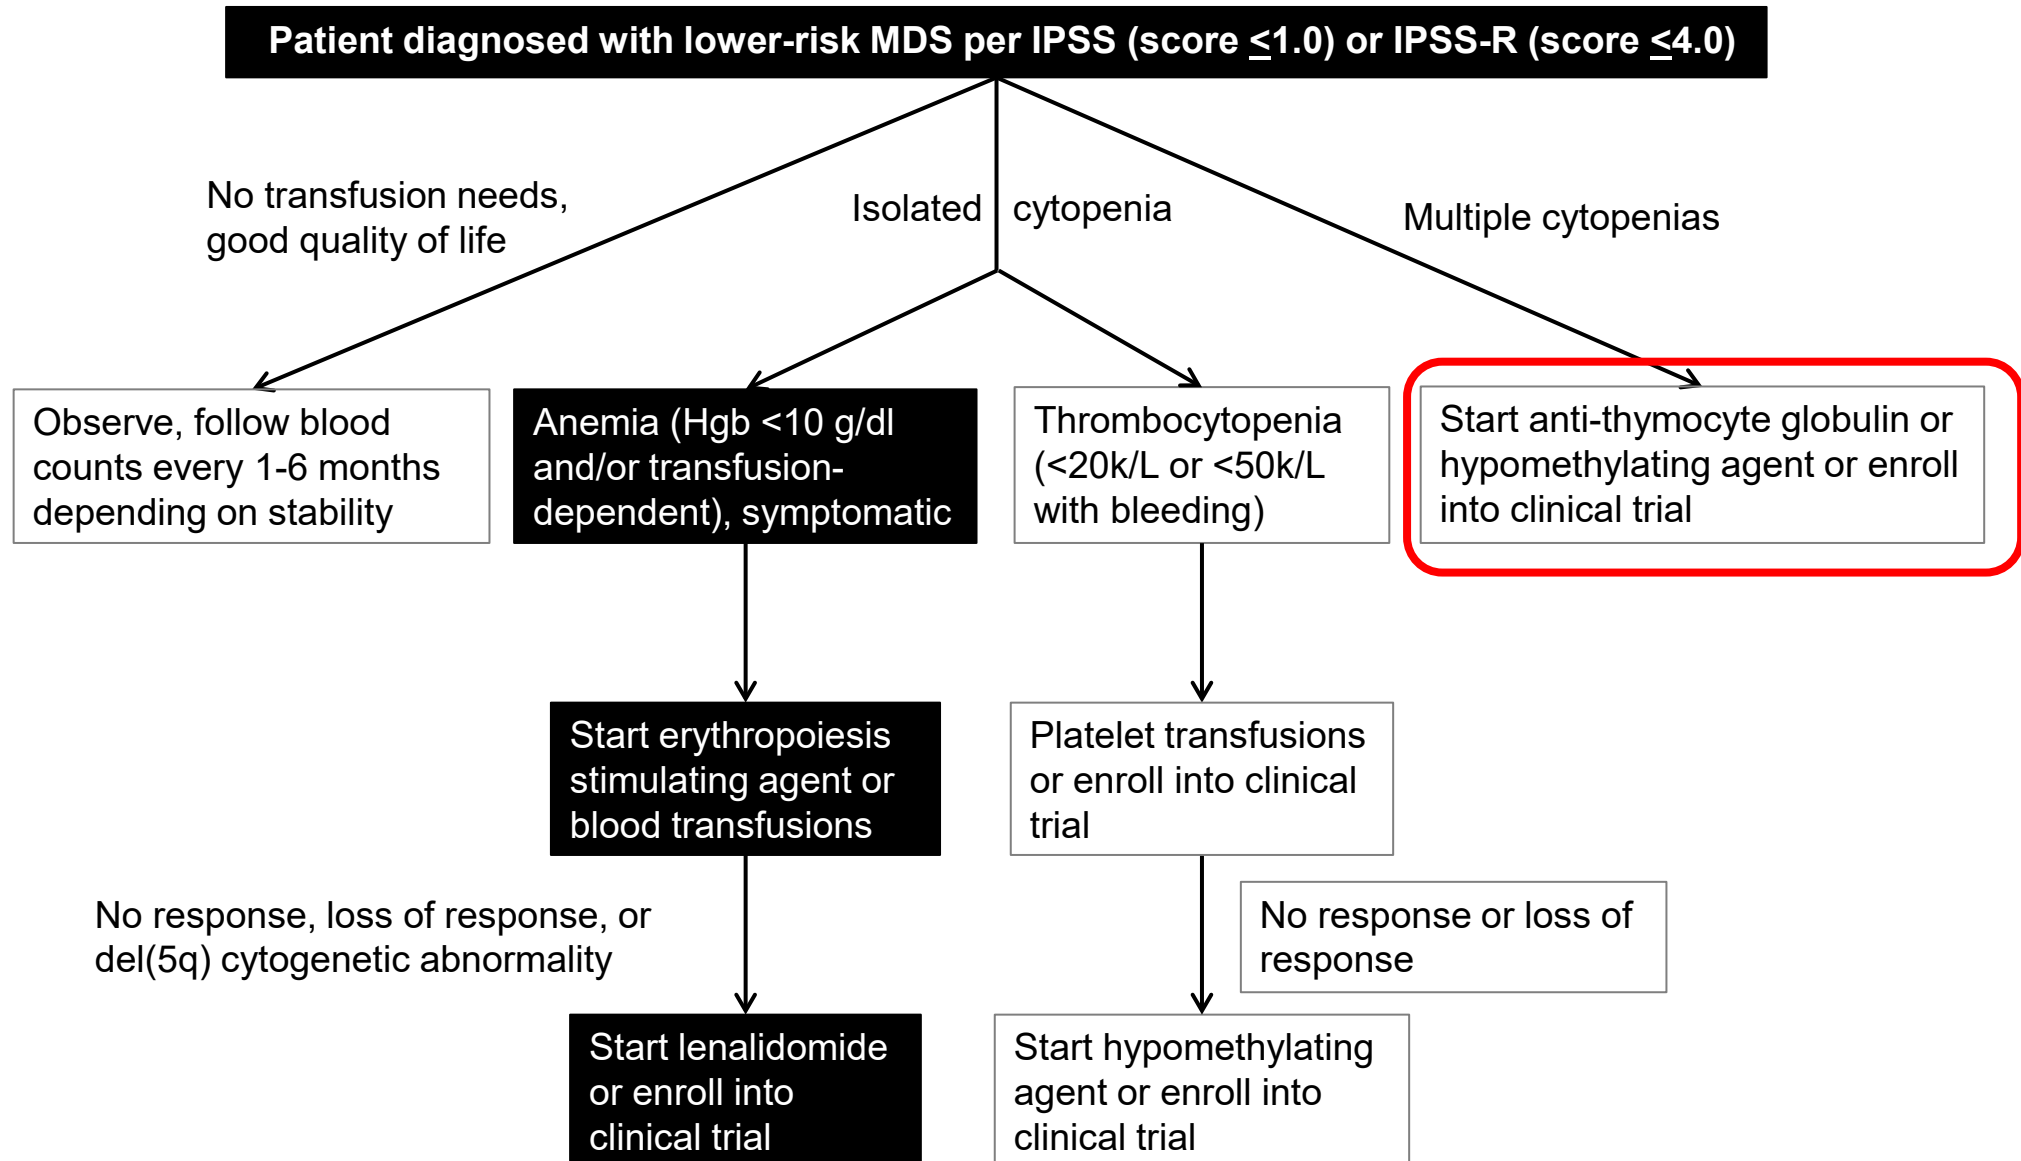 Patient diagnosed with lower-risk MDS per IPSS (score ≤1.0) or IPSS-R (score ≤4.0)
No transfusion needs,
good quality of life
Isolated cytopenia
Multiple cytopenias
Observe, follow blood
counts every 1-6 months
depending on stability
Anemia (Hgb <10 g/dl
and/or transfusion-
dependent), symptomatic
Thrombocytopenia
(<20k/L or <50k/L
with bleeding)
Start anti-thymocyte globulin or
hypomethylating agent or enroll
into clinical trial
Start erythropoiesis
stimulating agent or
blood transfusions
Platelet transfusions
or enroll into clinical
trial
No response, loss of response, or
del(5q) cytogenetic abnormality
No response or loss of
response
Start lenalidomide
or enroll into
clinical trial
Start hypomethylating
agent or enroll into
clinical trial